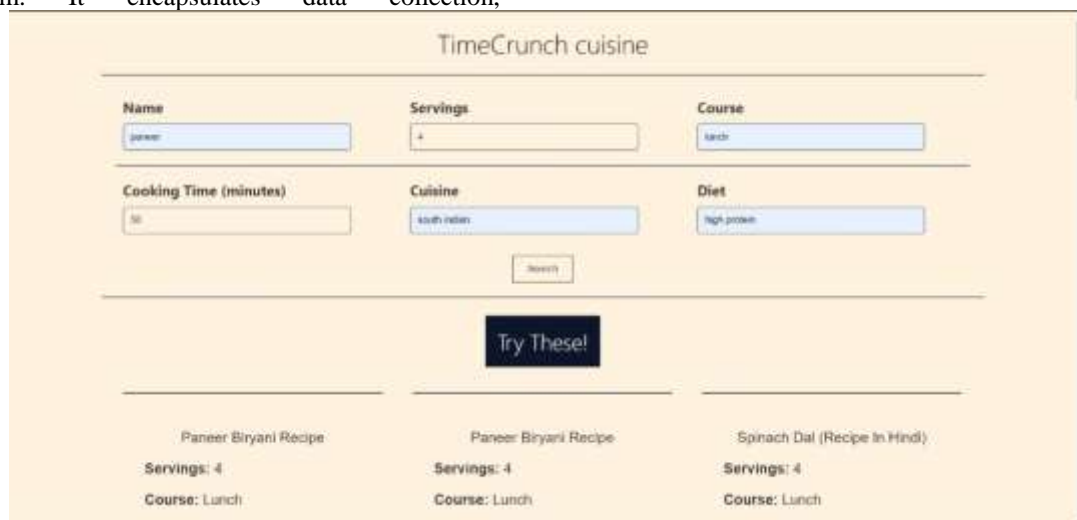 It encapsulates data collection,
TimeCrunch cuisine
Name Servings Course
paneer 4 lunch
Cooking Time (minutes) Cuisine Diet
50 south indian high protein
Search
Try These!
Paneer Biryani Recipe Paneer Biryani Recipe Spinach Dal (Recipe In Hindi)
Servings: 4 Servings: 4 Servings: 4
Course: Lunch Course: Lunch Course: Lunch